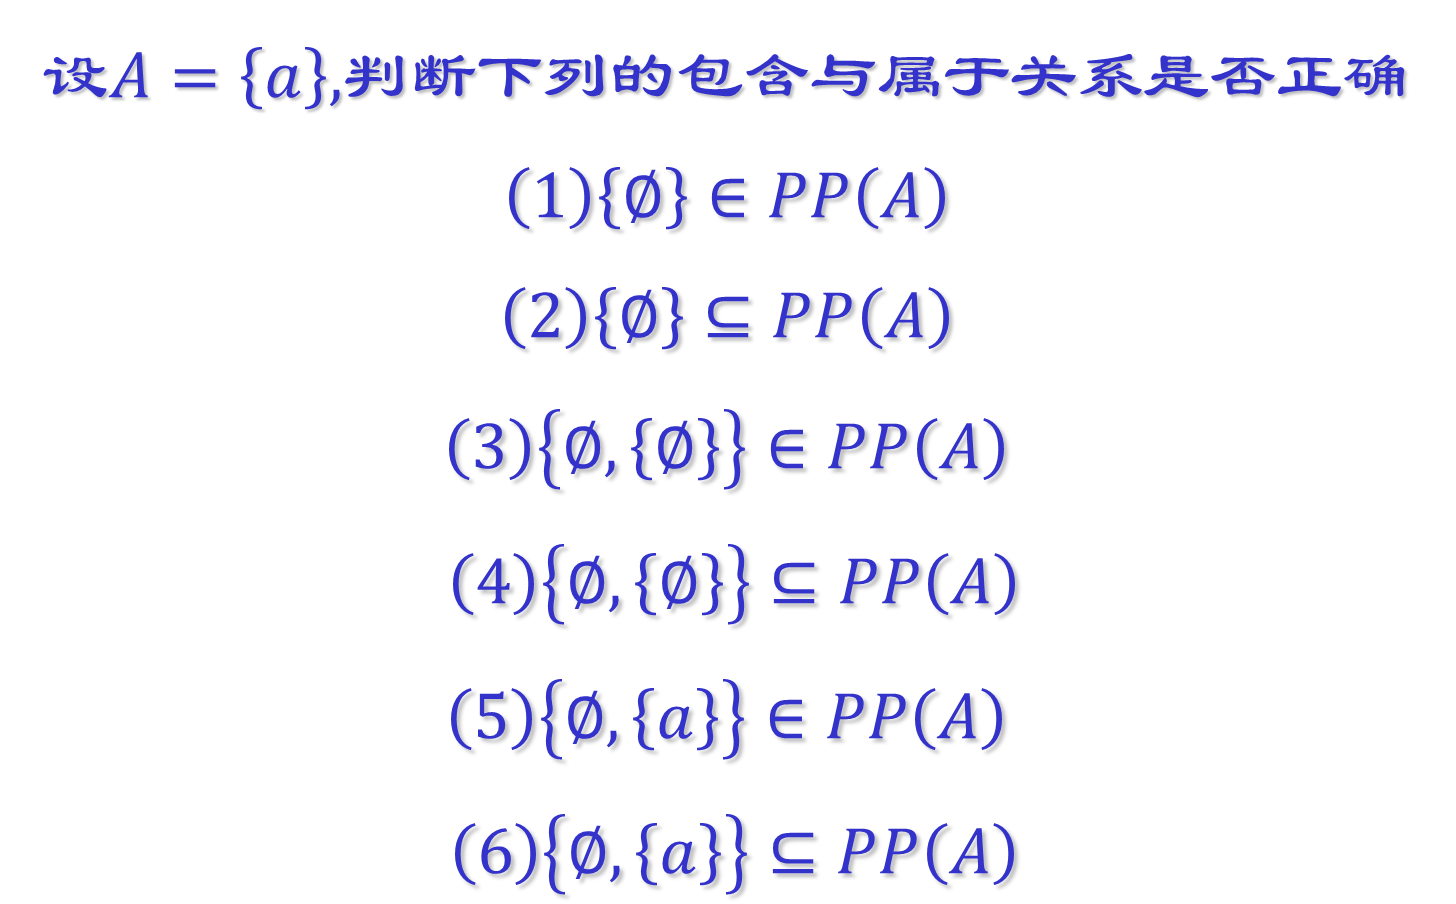 设A = {a},判断下列的包含与属于关系是否正确
(1){∅} ∈ PP(A)
(2){∅} ⊆ PP(A)
(3){∅,{∅}} ∈ PP(A)
(4){∅,{∅}} ⊆ PP(A)
(5){∅,{a}} ∈ PP(A)
(6){∅,{a}} ⊆ PP(A)